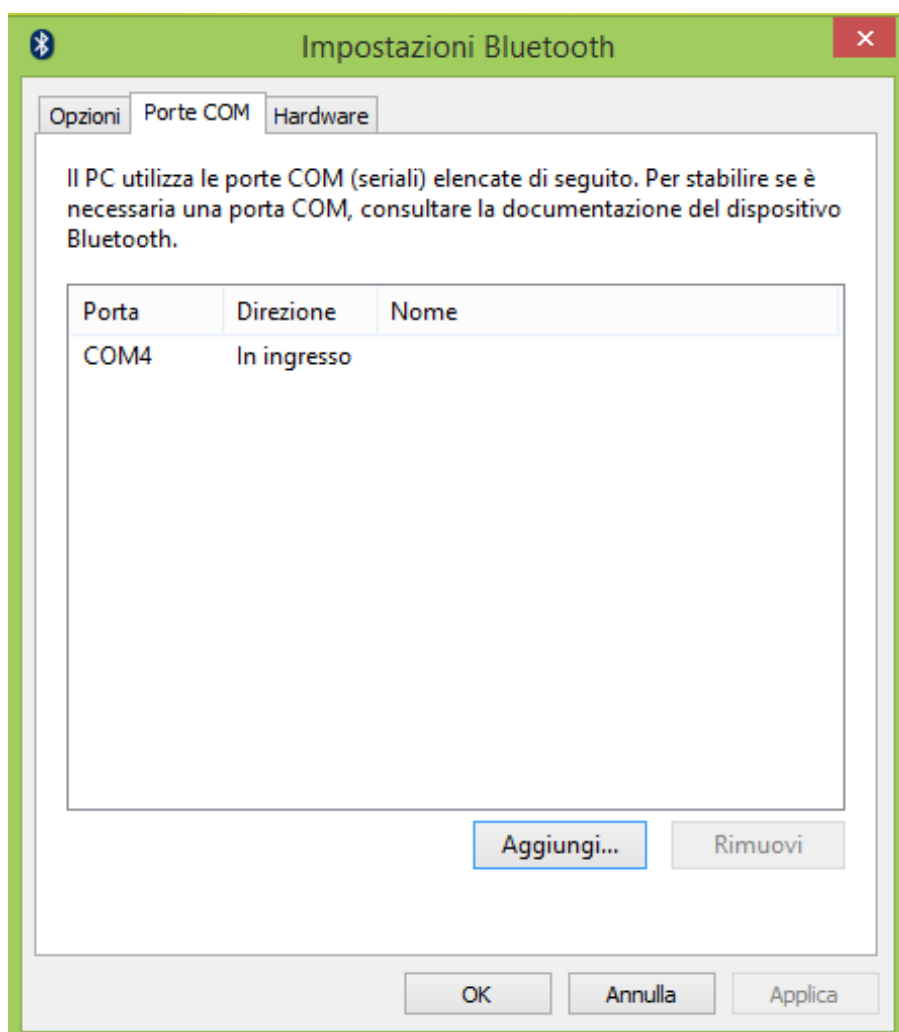 Impostazioni Bluetooth
Opzioni Porte COM Hardware
Il PC utilizza le porte COM (seriali) elencate di seguito. Per stabilire se è
necessaria una porta COM, consultare la documentazione del dispositivo
Bluetooth.
Porta Direzione Nome
COM4 In ingresso
Aggiungi... Rimuovi
OK Annulla Applica